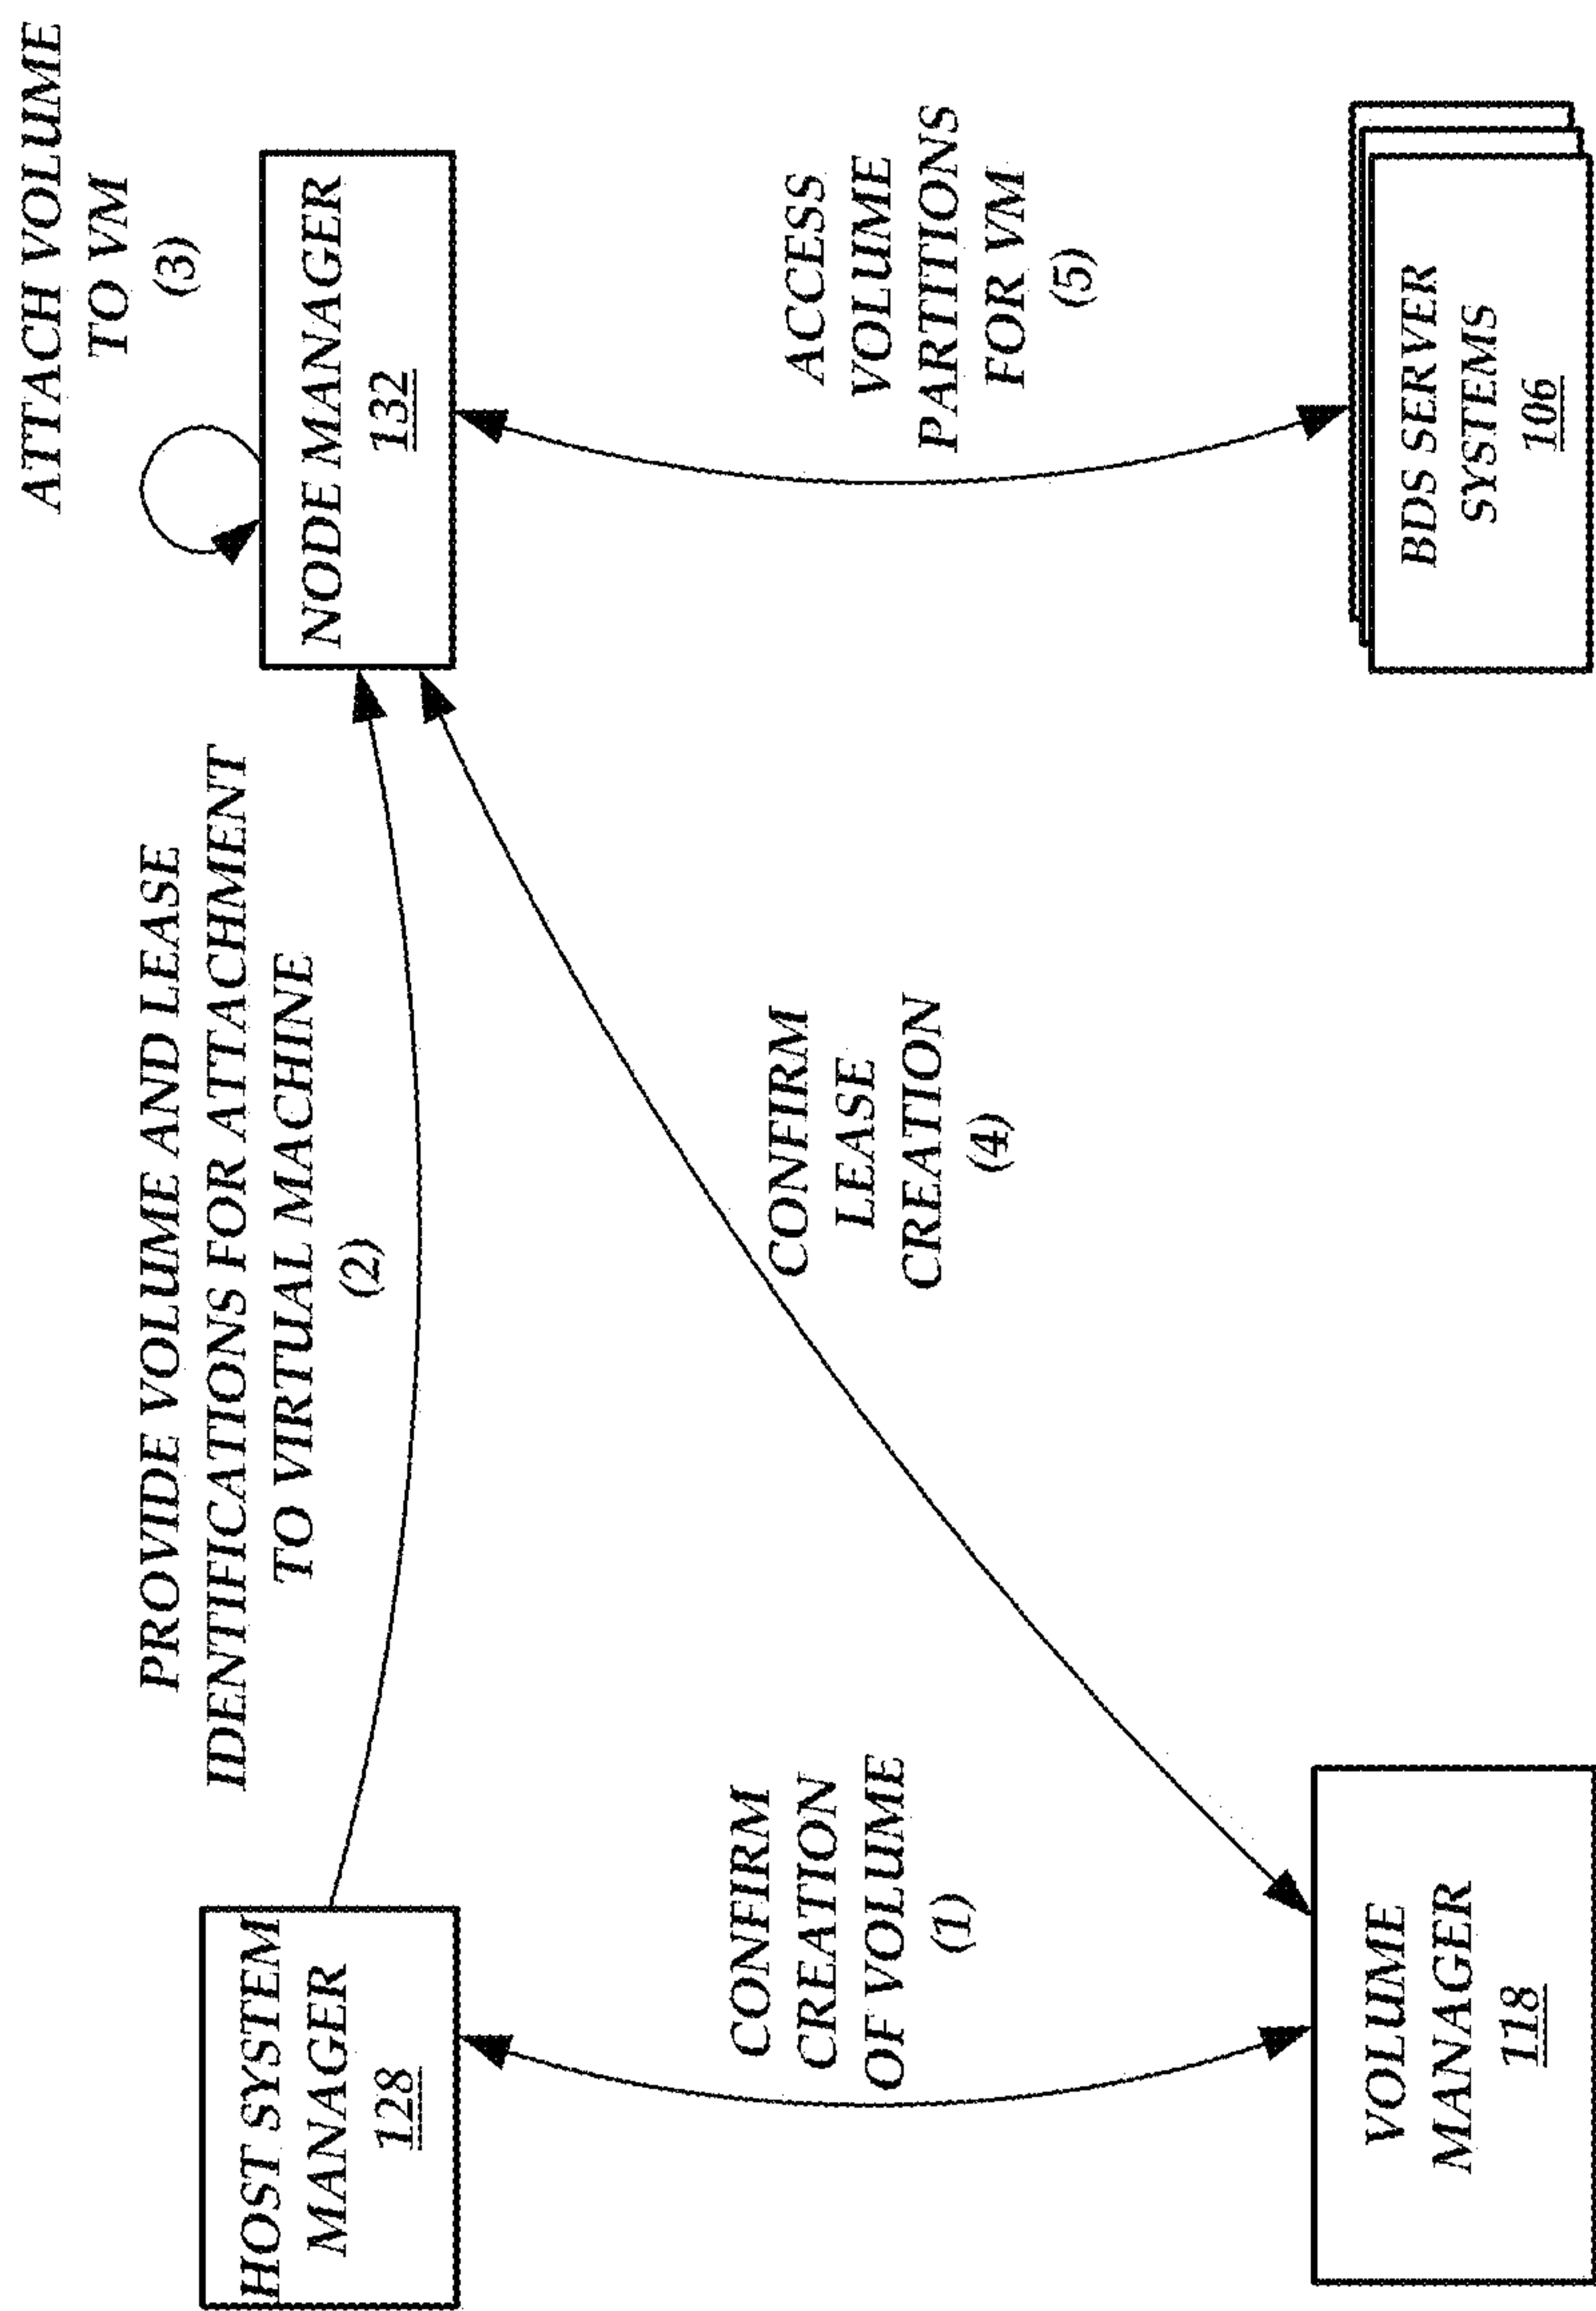 HOST SYSTEM
MANAGER
128
PROVIDE VOLUME AND LEASE
IDENTIFICATIONS FOR ATTACHMENT
TO VIRTUAL MACHINE
(2)
ATTACH VOLUME
TO VM
(3)
NODE MANAGER
132
CONFIRM
CREATION
OF VOLUME
(1)
CONFIRM
LEASE
CREATION
(4)
ACCESS
VOLUME
PARTITIONS
FOR VM
(5)
VOLUME
MANAGER
118
BDS SERVER
SYSTEMS
106